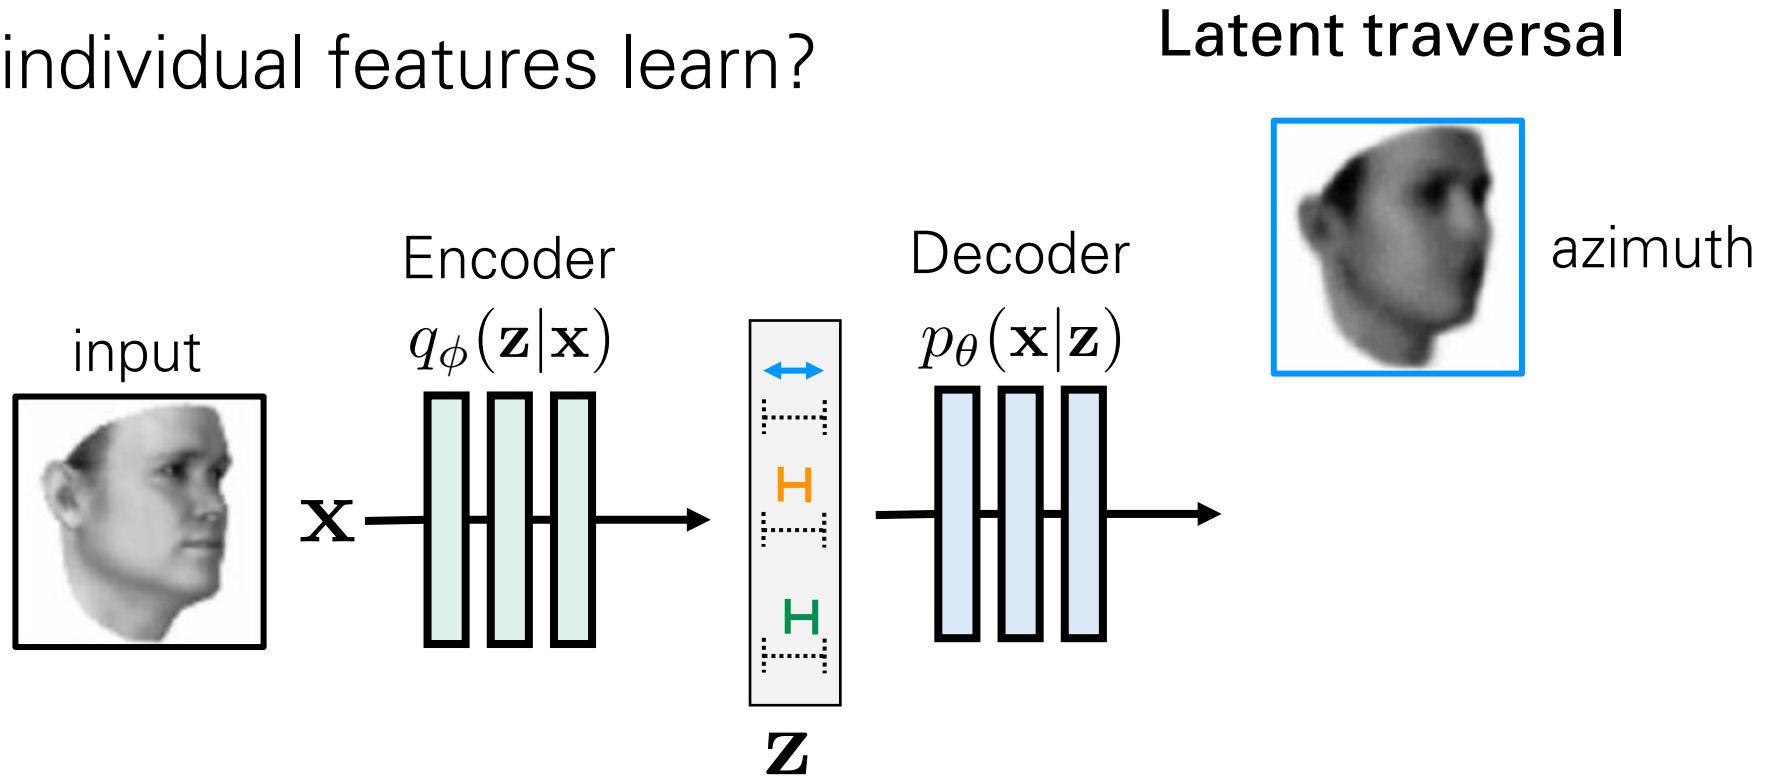 individual features learn?
Latent traversal
azimuth
Encoder
q_ϕ(z|x)
Decoder
p_θ(x|z)
input
x
z